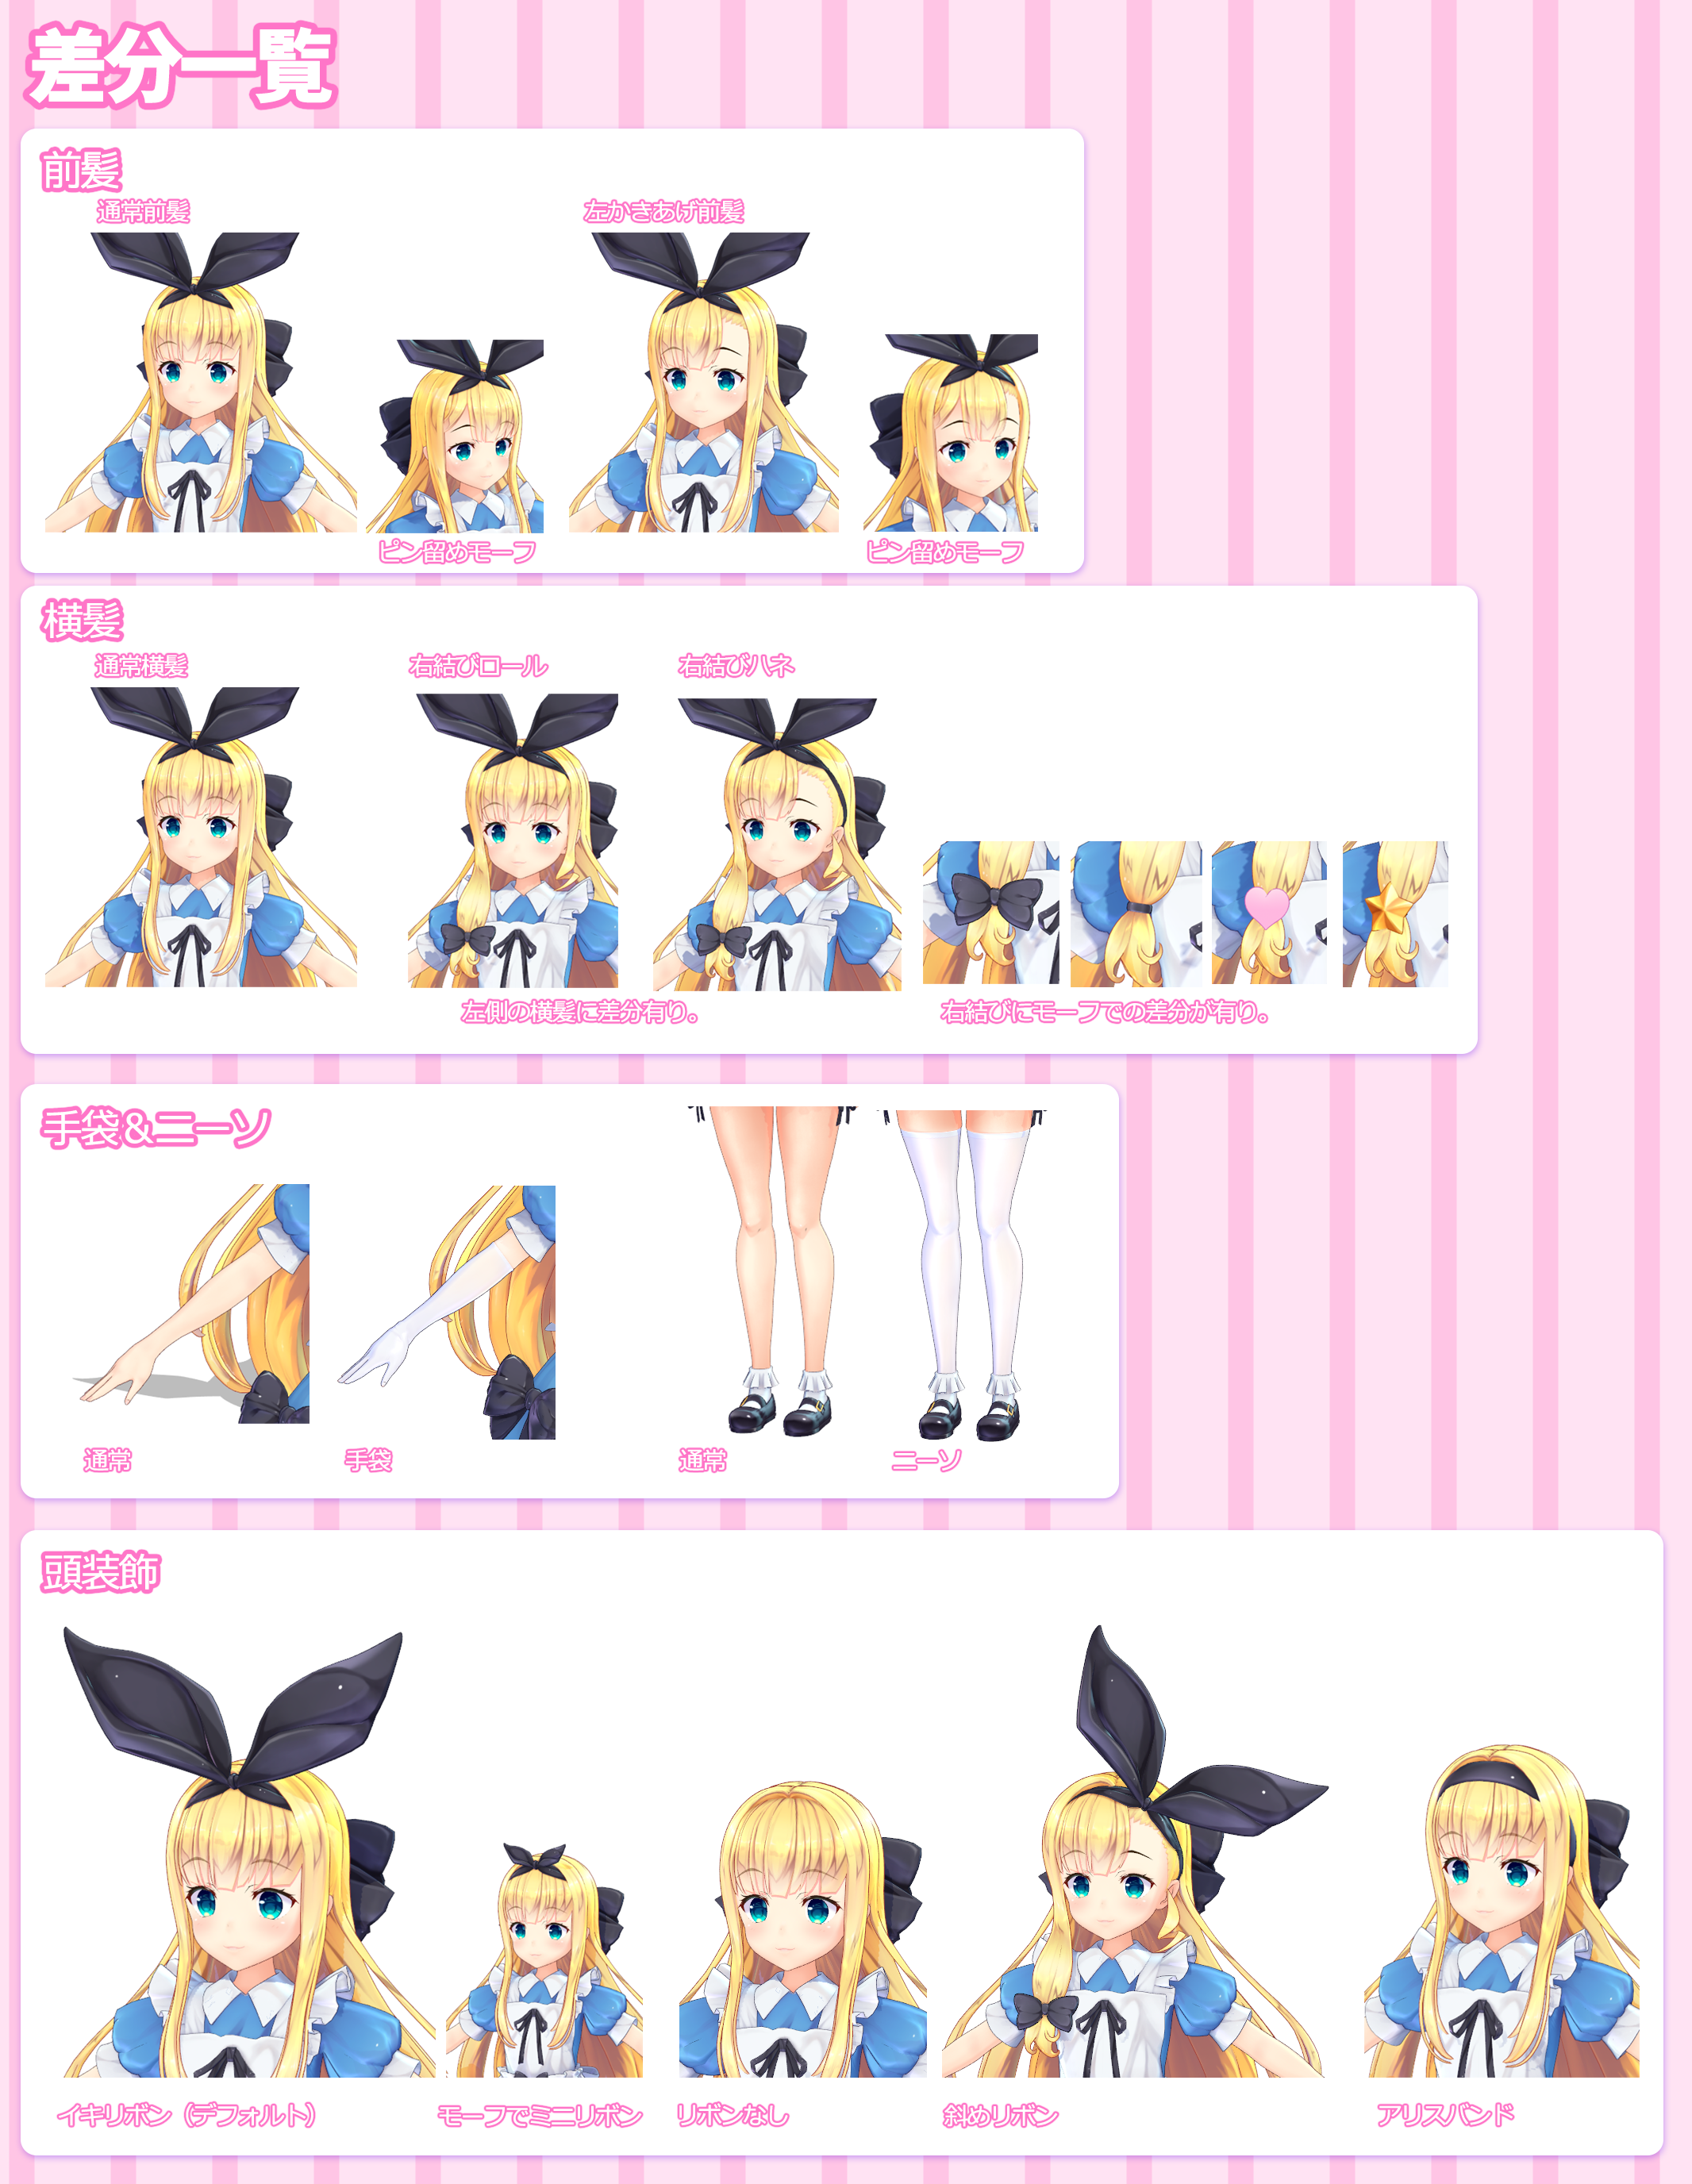 差分一覧
前髪
通常前髪
左かきあげ前髪
ピン留めモーフ
ピン留めモーフ
横髪
通常横髪
右結びロール
右結びハネ
左側の横髪に差分有り。
右結びにモーフでの差分が有り。
手袋&ニーソ
通常
手袋
通常
ニーソ
頭装飾
イキリボン（デフォルト）
モーフでミニリボン
リボンなし
斜めリボン
アリスバンド